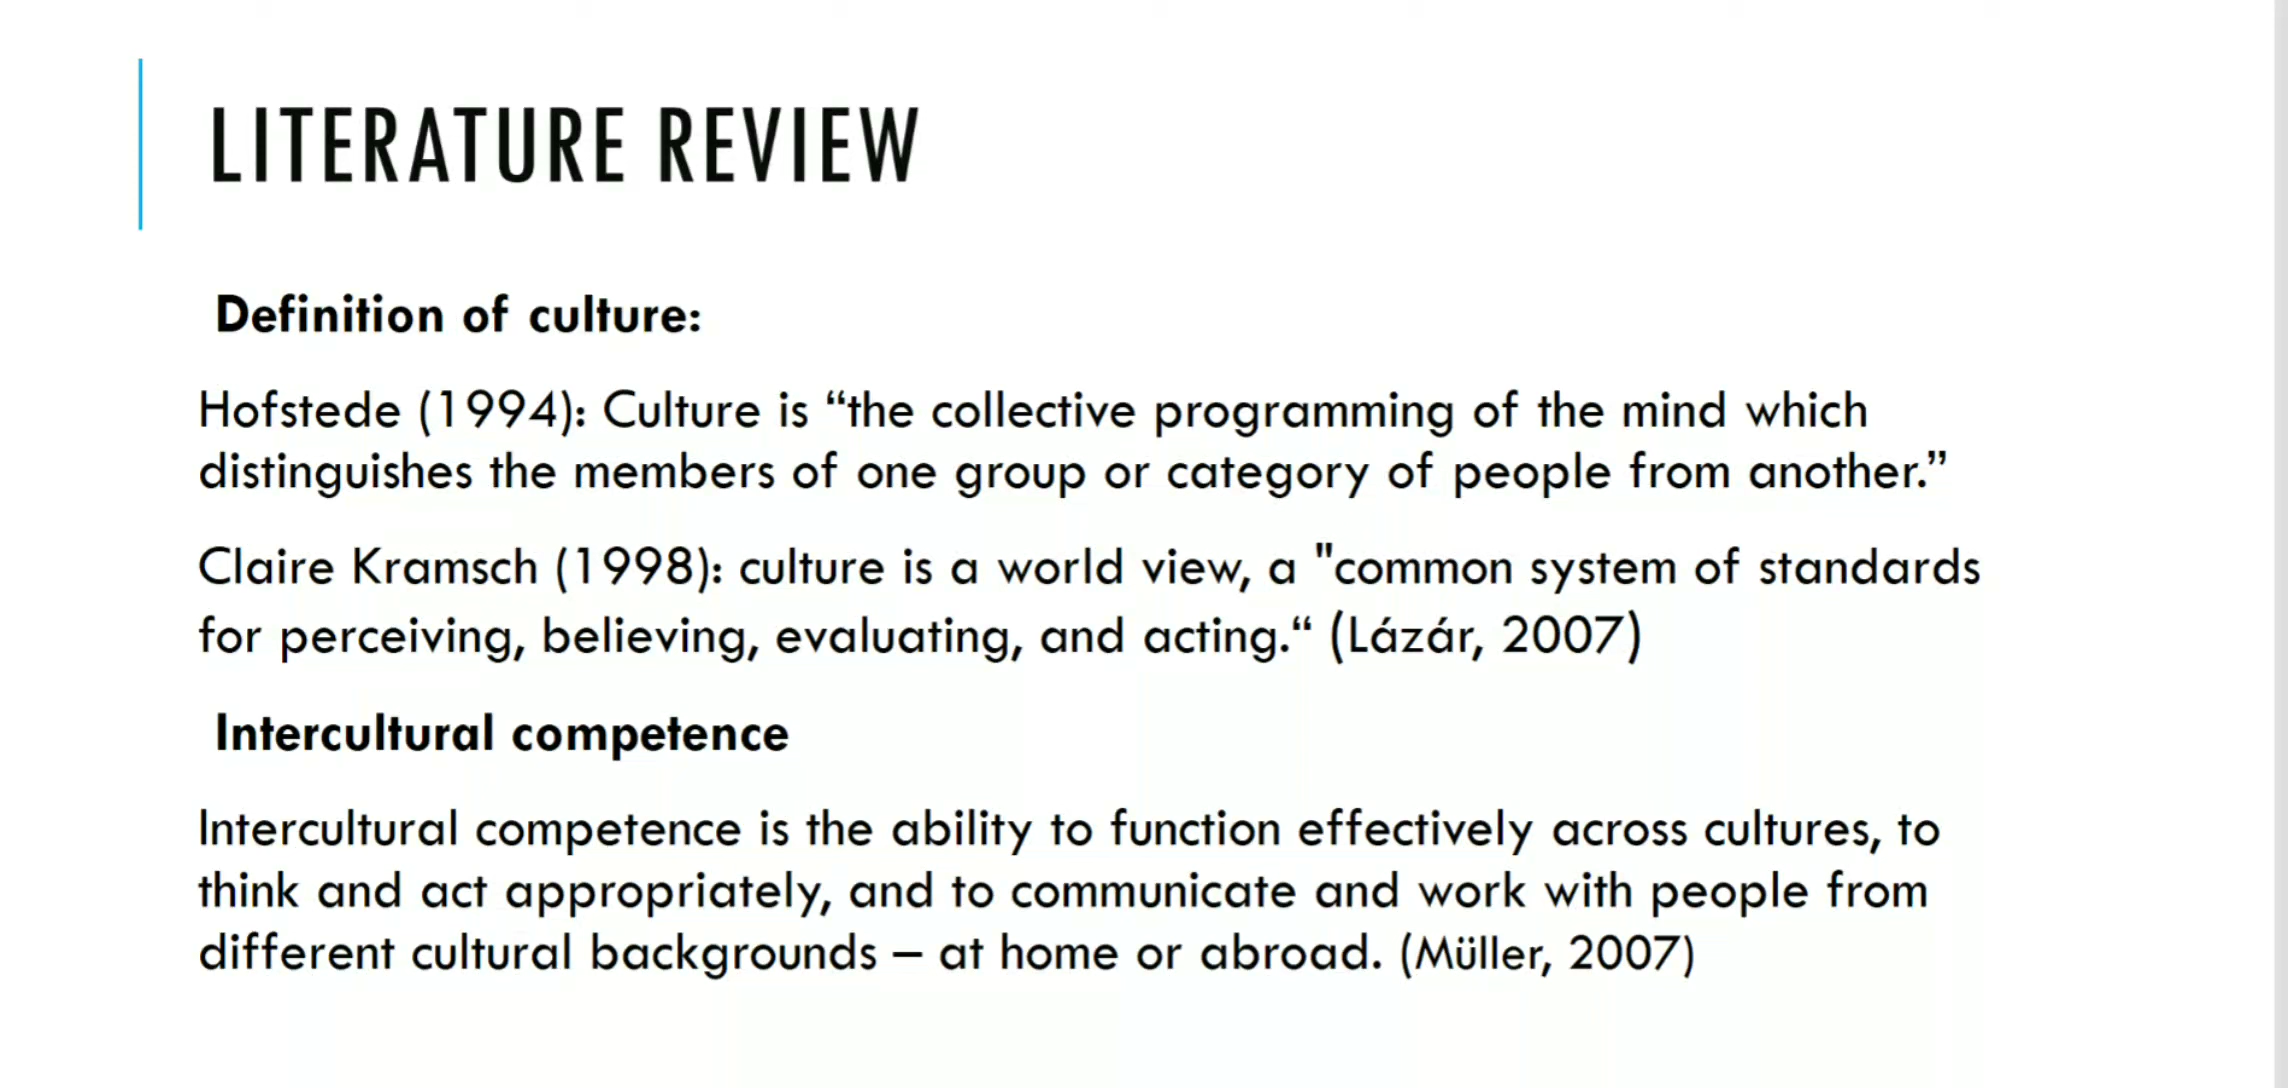 LITERATURE REVIEW
Definition of culture:
Hofstede (1994): Culture is “the collective programming of the mind which
distinguishes the members of one group or category of people from another.”
Claire Kramsch (1998): culture is a world view, a "common system of standards
for perceiving, believing, evaluating, and acting.“ (Lázár, 2007)
Intercultural competence
Intercultural competence is the ability to function effectively across cultures, to
think and act appropriately, and to communicate and work with people from
different cultural backgrounds – at home or abroad. (Müller, 2007)